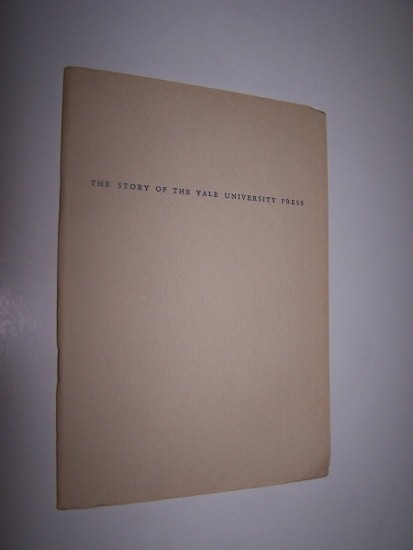 THE STORY OF THE YALE UNIVERSITY PRESS